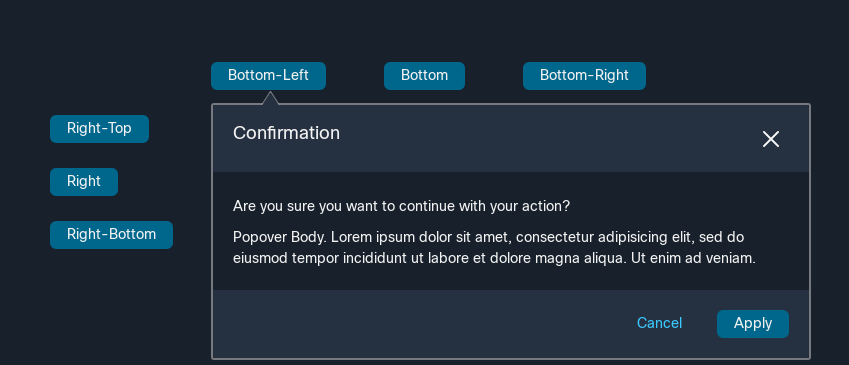 Bottom-Left
Bottom
Bottom-Right
Right-Top
Right
Right-Bottom
Confirmation
Are you sure you want to continue with your action?
Popover Body. Lorem ipsum dolor sit amet, consectetur adipisicing elit, sed do
eiusmod tempor incididunt ut labore et dolore magna aliqua. Ut enim ad veniam.
Cancel
Apply